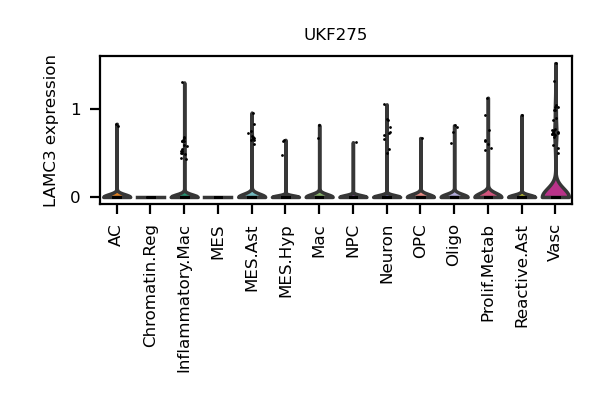 UKF275
LAMC3 expression
1
0
AC
Chromatin.Reg
Inflammatory.Mac
MES
MES.Ast
MES.Hyp
Mac
NPC
Neuron
OPC
Oligo
Prolif.Metab
Reactive.Ast
Vasc